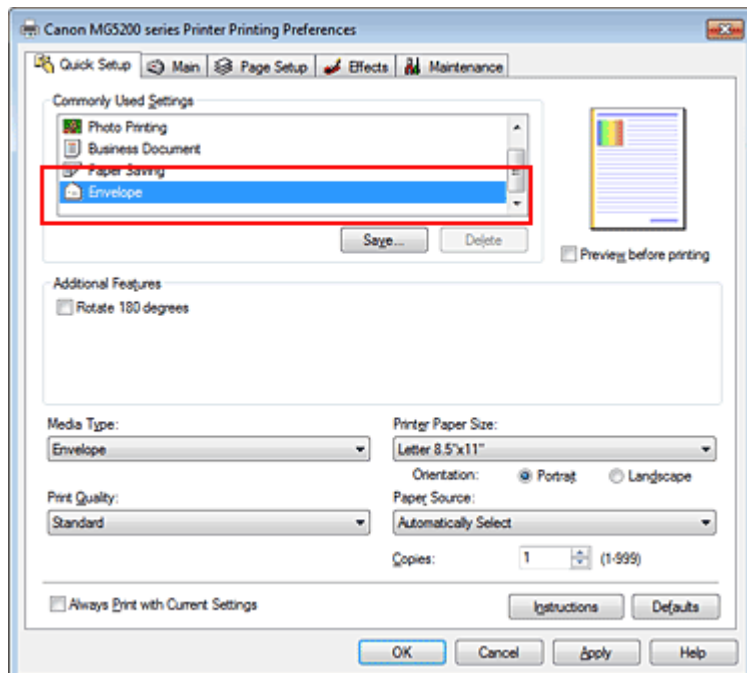 Canon MG5200 series Printer Printing Preferences
Quick Setup Main Page Setup Effects Maintenance
Commonly Used Settings
Photo Printing
Business Document
Paper Saving
Envelope
Save... Delete
Preview before printing
Additional Features
Rotate 180 degrees
Media Type: Printer Paper Size:
Envelope Letter 8.5"x11"
Orientation: Portrait Landscape
Print Quality: Paper Source:
Standard Automatically Select
Copies: 1 (1-999)
Always Print with Current Settings Instructions Defaults
OK Cancel Apply Help